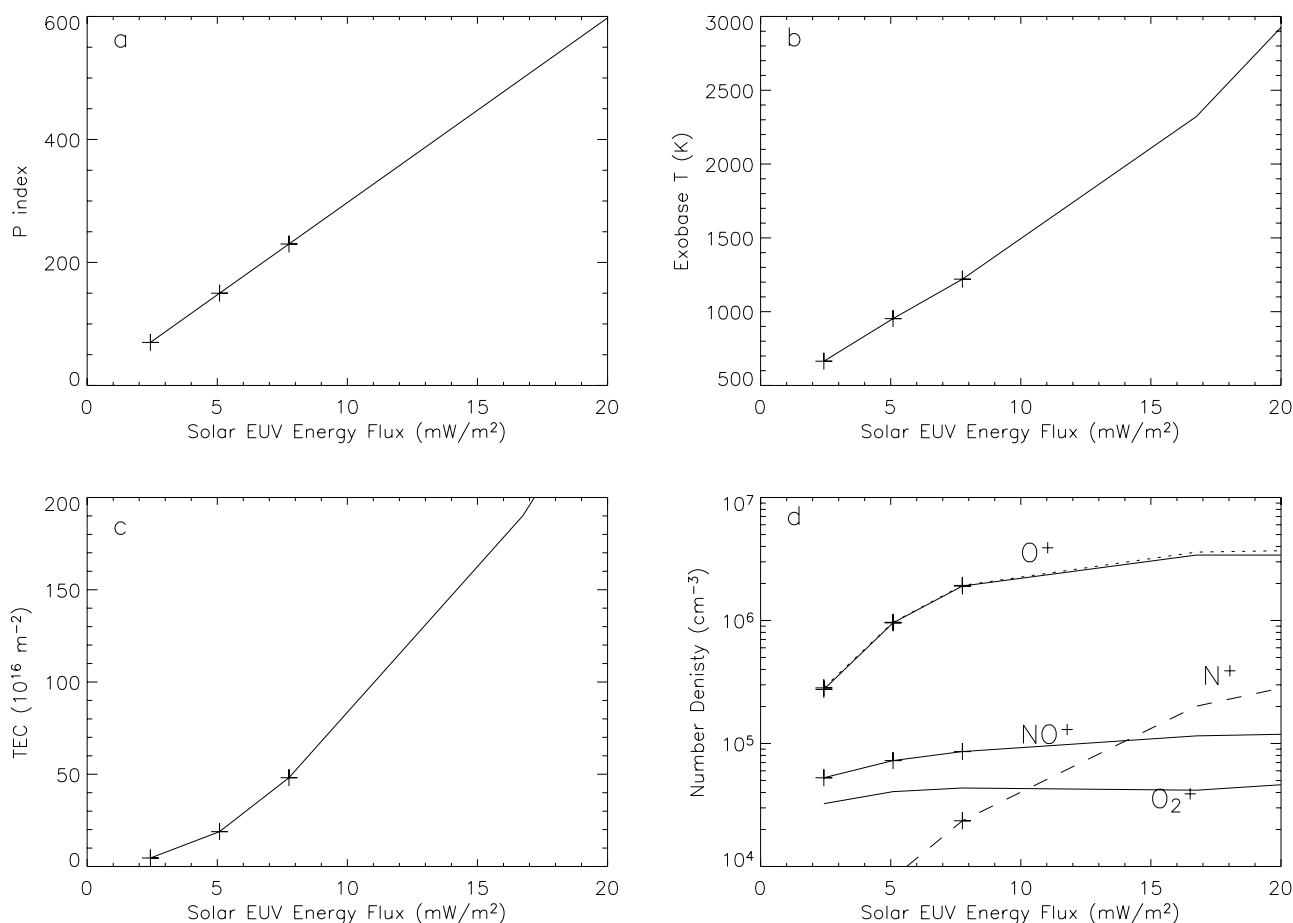 a
600
400
200
0
P index
0 5 10 15 20
Solar EUV Energy Flux (mW/m²)
b
3000
2500
2000
1500
1000
500
Exobase T (K)
0 5 10 15 20
Solar EUV Energy Flux (mW/m²)
c
200
150
100
50
0
TEC (10¹⁶ m⁻²)
0 5 10 15 20
Solar EUV Energy Flux (mW/m²)
d
10⁷
10⁶
10⁵
10⁴
Number Denisty (cm⁻³)
O⁺
N⁺
NO⁺
O₂⁺
0 5 10 15 20
Solar EUV Energy Flux (mW/m²)